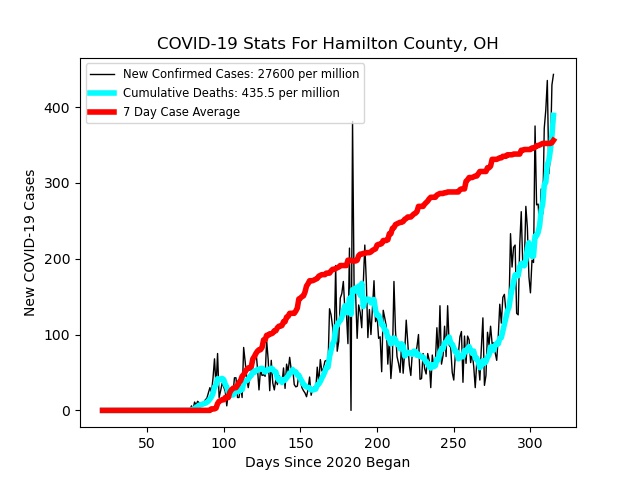 COVID-19 Stats For Hamilton County, OH
New Confirmed Cases: 27600 per million
Cumulative Deaths: 435.5 per million
7 Day Case Average
New COVID-19 Cases
400
300
200
100
0
50 100 150 200 250 300
Days Since 2020 Began